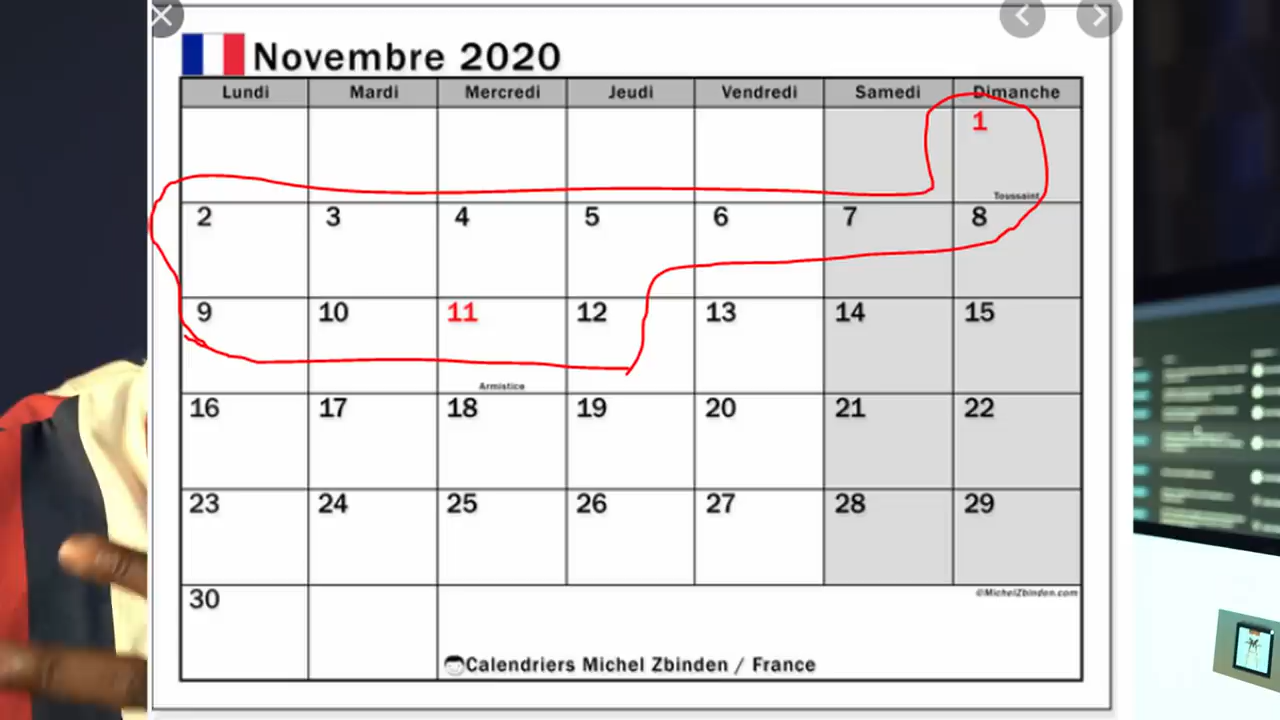 Novembre 2020
Lundi Mardi Mercredi Jeudi Vendredi Samedi Dimanche
1
Toussaint
2 3 4 5 6 7 8
9 10 11 12 13 14 15
Armistice
16 17 18 19 20 21 22
23 24 25 26 27 28 29
30
©MichelZbinden.com
Calendriers Michel Zbinden / France